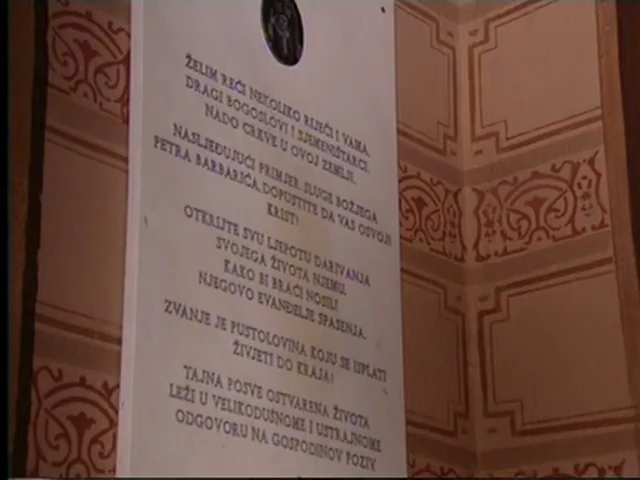 ŽELIM REĆI NEKOLIKO RIJEČI I VAMA,
DRAGI BOGOSLOVI I SJEMENIŠTARCI,
NADO CRKVE U OVOJ ZEMLJI.
NASLJEĐUJUĆI PRIMJER SLUGE BOŽJEGA
PETRA BARBARIĆA, DOPUSTITE DA VAS OSVOJI
KRIST!
OTKRIJTE SVU LJEPOTU DARIVANJA
SVOJEGA ŽIVOTA NJEMU,
KAKO BI BRAĆI NOSILI
NJEGOVO EVANĐELJE SPASENJA.
ZVANJE JE PUSTOLOVINA KOJU SE ISPLATI
ŽIVJETI DO KRAJA!
TAJNA POSVE OSTVARENA ŽIVOTA
LEŽI U VELIKODUŠNOME I USTRAJNOME
ODGOVORU NA GOSPODINOV POZIV.